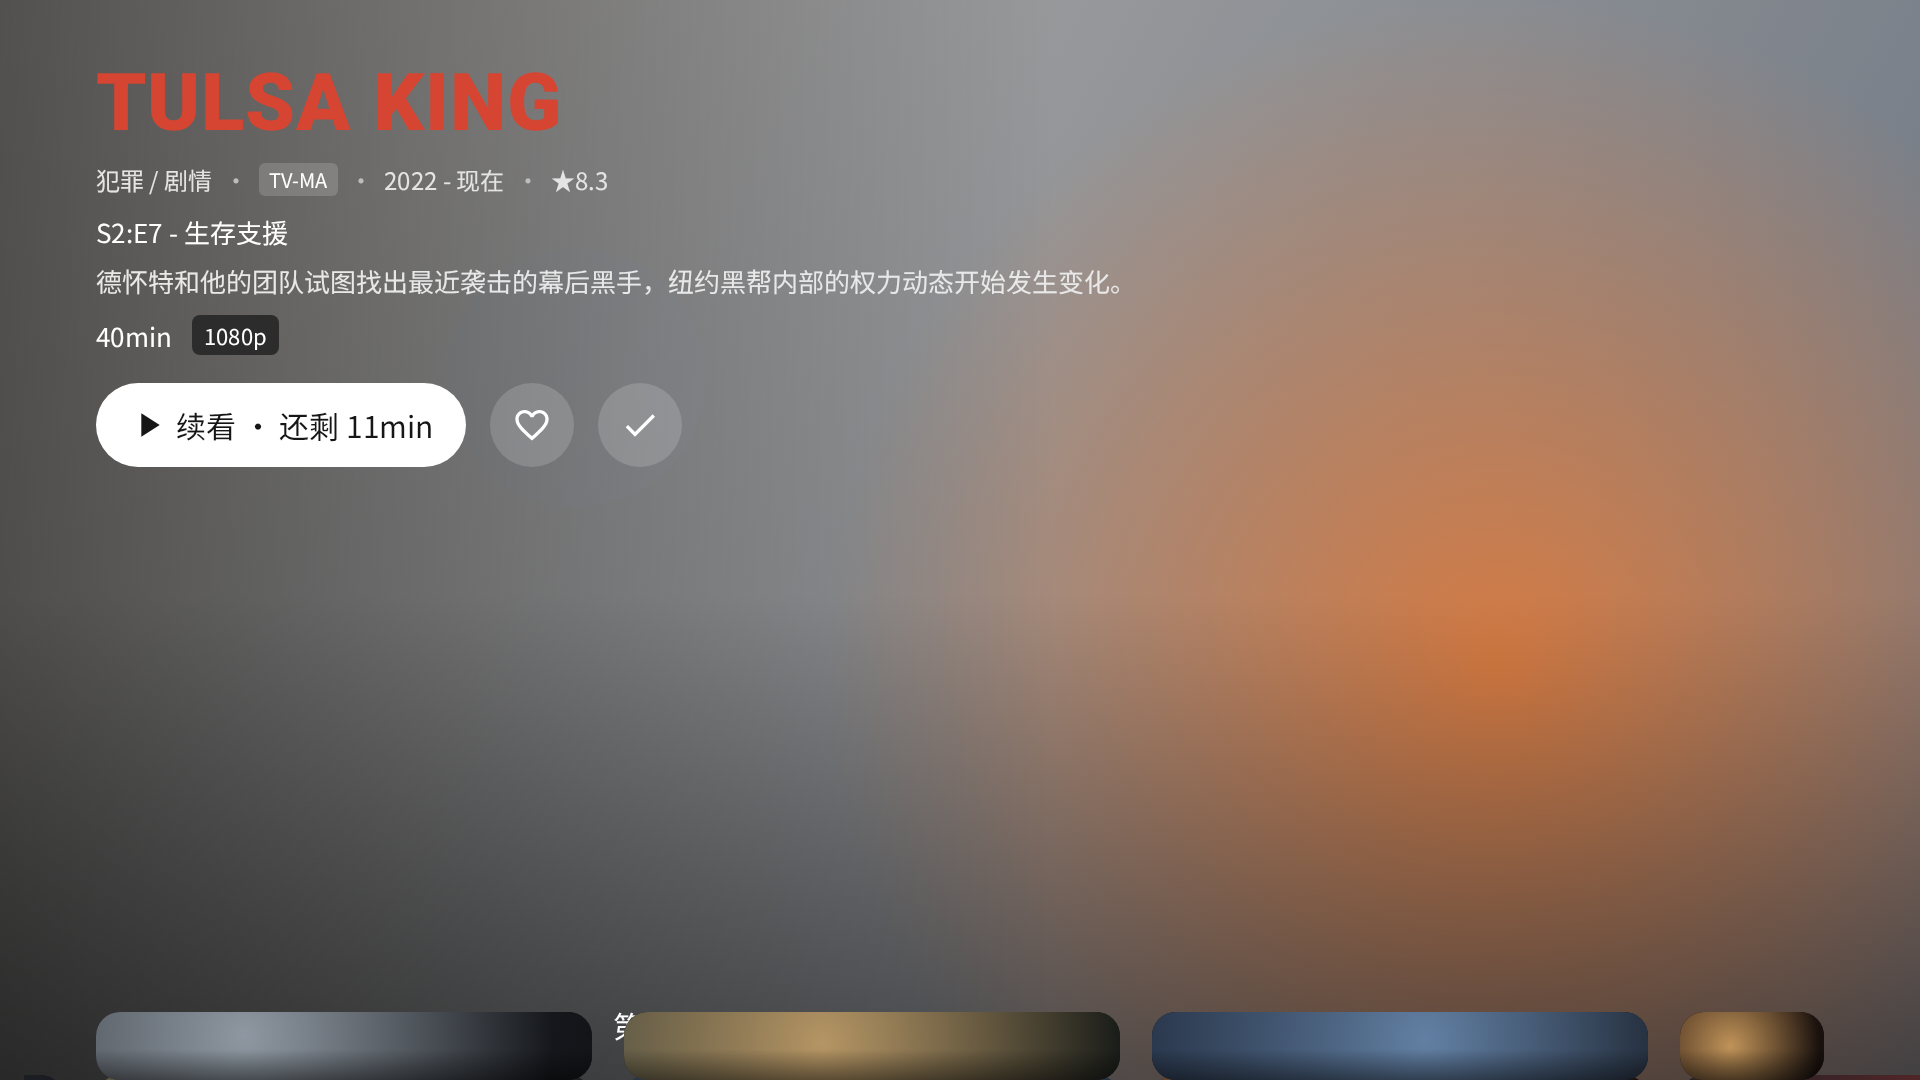 TULSA KING
犯罪 / 剧情 • TV-MA • 2022 - 现在 • ★8.3
S2:E7 - 生存支援
德怀特和他的团队试图找出最近袭击的幕后黑手，纽约黑帮内部的权力动态开始发生变化。
40min 1080p
续看 • 还剩 11min